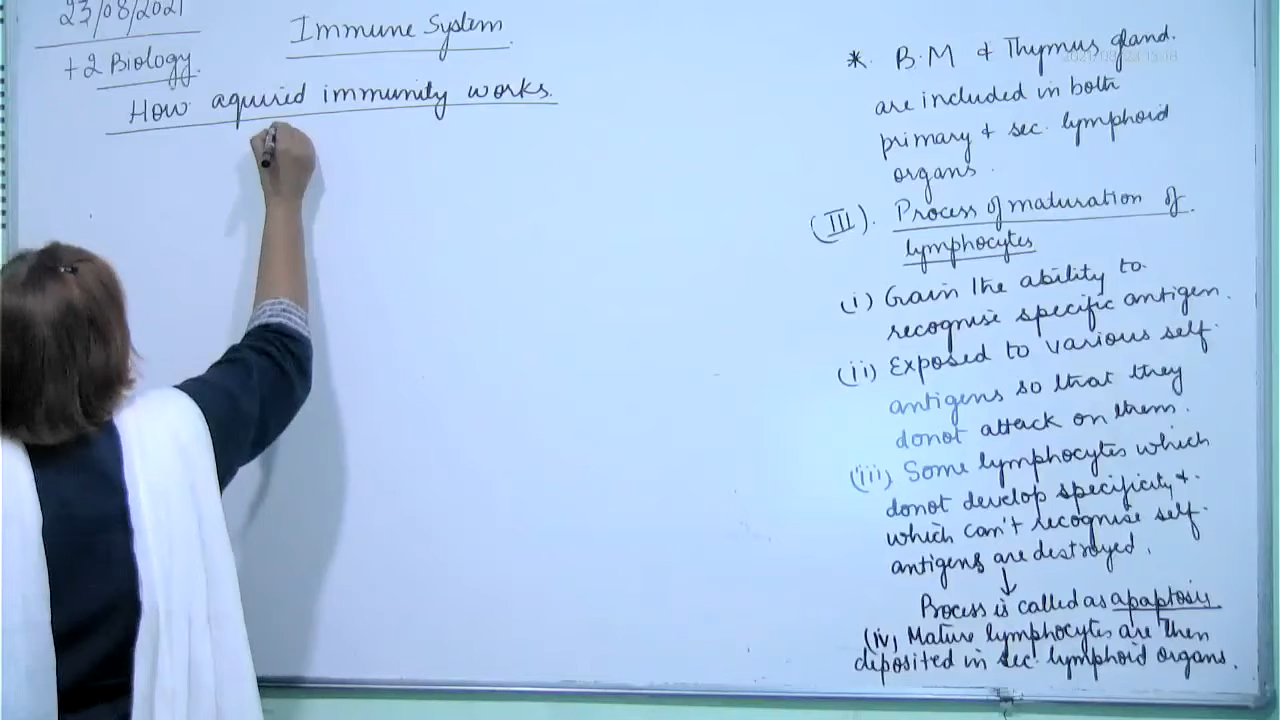 23/08/2021
+2 Biology.
Immune System
How aquired immunity works.
* B.M & Thymus gland.
are included in both
primary & sec. lymphoid
organs.
(III). Process of maturation of
lymphocytes
(i) Gain the ability to
recognise specific antigen.
(ii) Exposed to various self
antigens so that they
donot attack on them.
(iii) Some lymphocytes which
donot develop specificity &
which can't recognise self
antigens are destroyed.
↓
Process is called as apaptosis
(iv) Mature lymphocytes are then
deposited in sec. lymphoid organs.